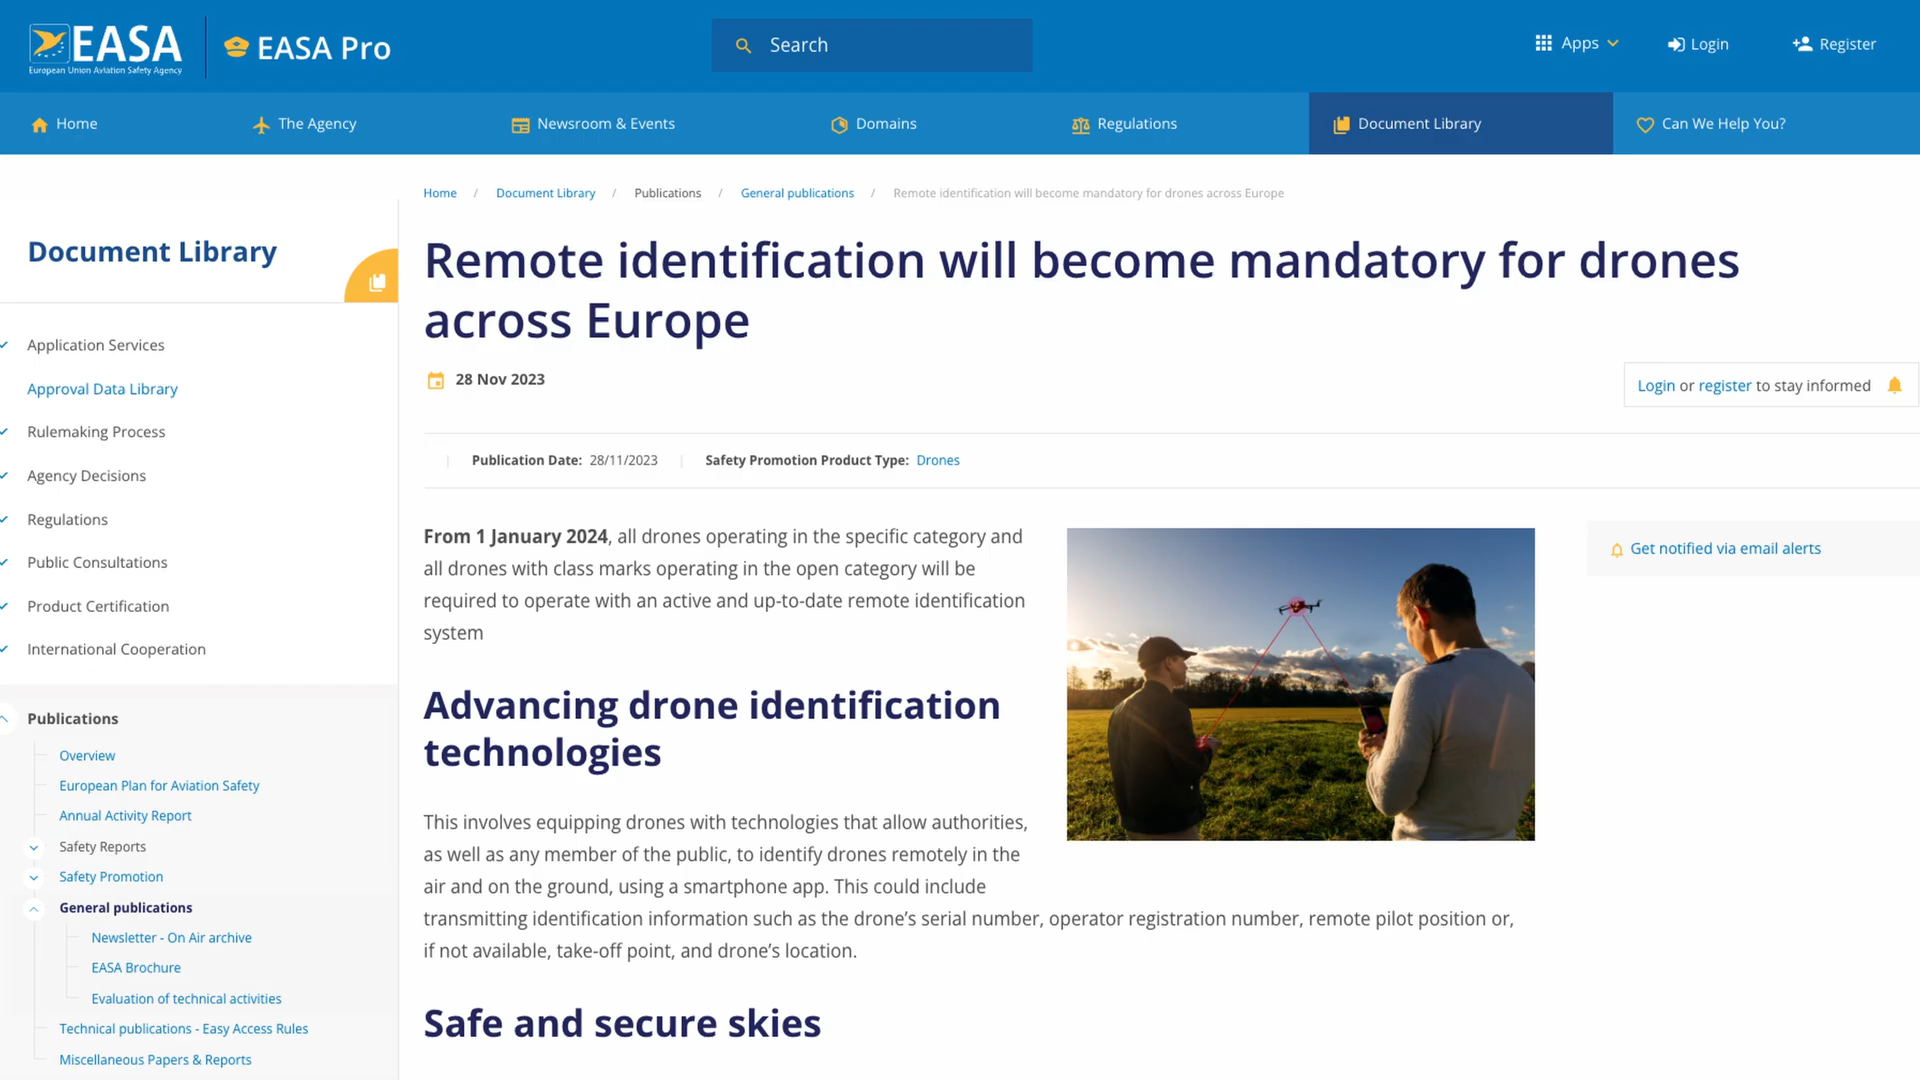 EASA
European Union Aviation Safety Agency
EASA Pro
Search
Apps
Login
Register
Home
The Agency
Newsroom & Events
Domains
Regulations
Document Library
Can We Help You?
Home / Document Library / Publications / General publications / Remote identification will become mandatory for drones across Europe
Document Library
Application Services
Approval Data Library
Rulemaking Process
Agency Decisions
Regulations
Public Consultations
Product Certification
International Cooperation
Publications
Overview
European Plan for Aviation Safety
Annual Activity Report
Safety Reports
Safety Promotion
General publications
Newsletter - On Air archive
EASA Brochure
Evaluation of technical activities
Technical publications - Easy Access Rules
Miscellaneous Papers & Reports
Remote identification will become mandatory for drones
across Europe
28 Nov 2023
Login or register to stay informed
Publication Date: 28/11/2023 | Safety Promotion Product Type: Drones
From 1 January 2024, all drones operating in the specific category and
all drones with class marks operating in the open category will be
required to operate with an active and up-to-date remote identification
system
Get notified via email alerts
Advancing drone identification
technologies
This involves equipping drones with technologies that allow authorities,
as well as any member of the public, to identify drones remotely in the
air and on the ground, using a smartphone app. This could include
transmitting identification information such as the drone’s serial number, operator registration number, remote pilot position or,
if not available, take-off point, and drone’s location.
Safe and secure skies